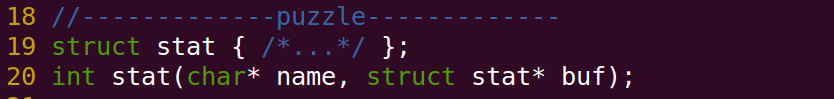 18 //-------------puzzle-------------
19 struct stat { /*...*/ };
20 int stat(char* name, struct stat* buf);